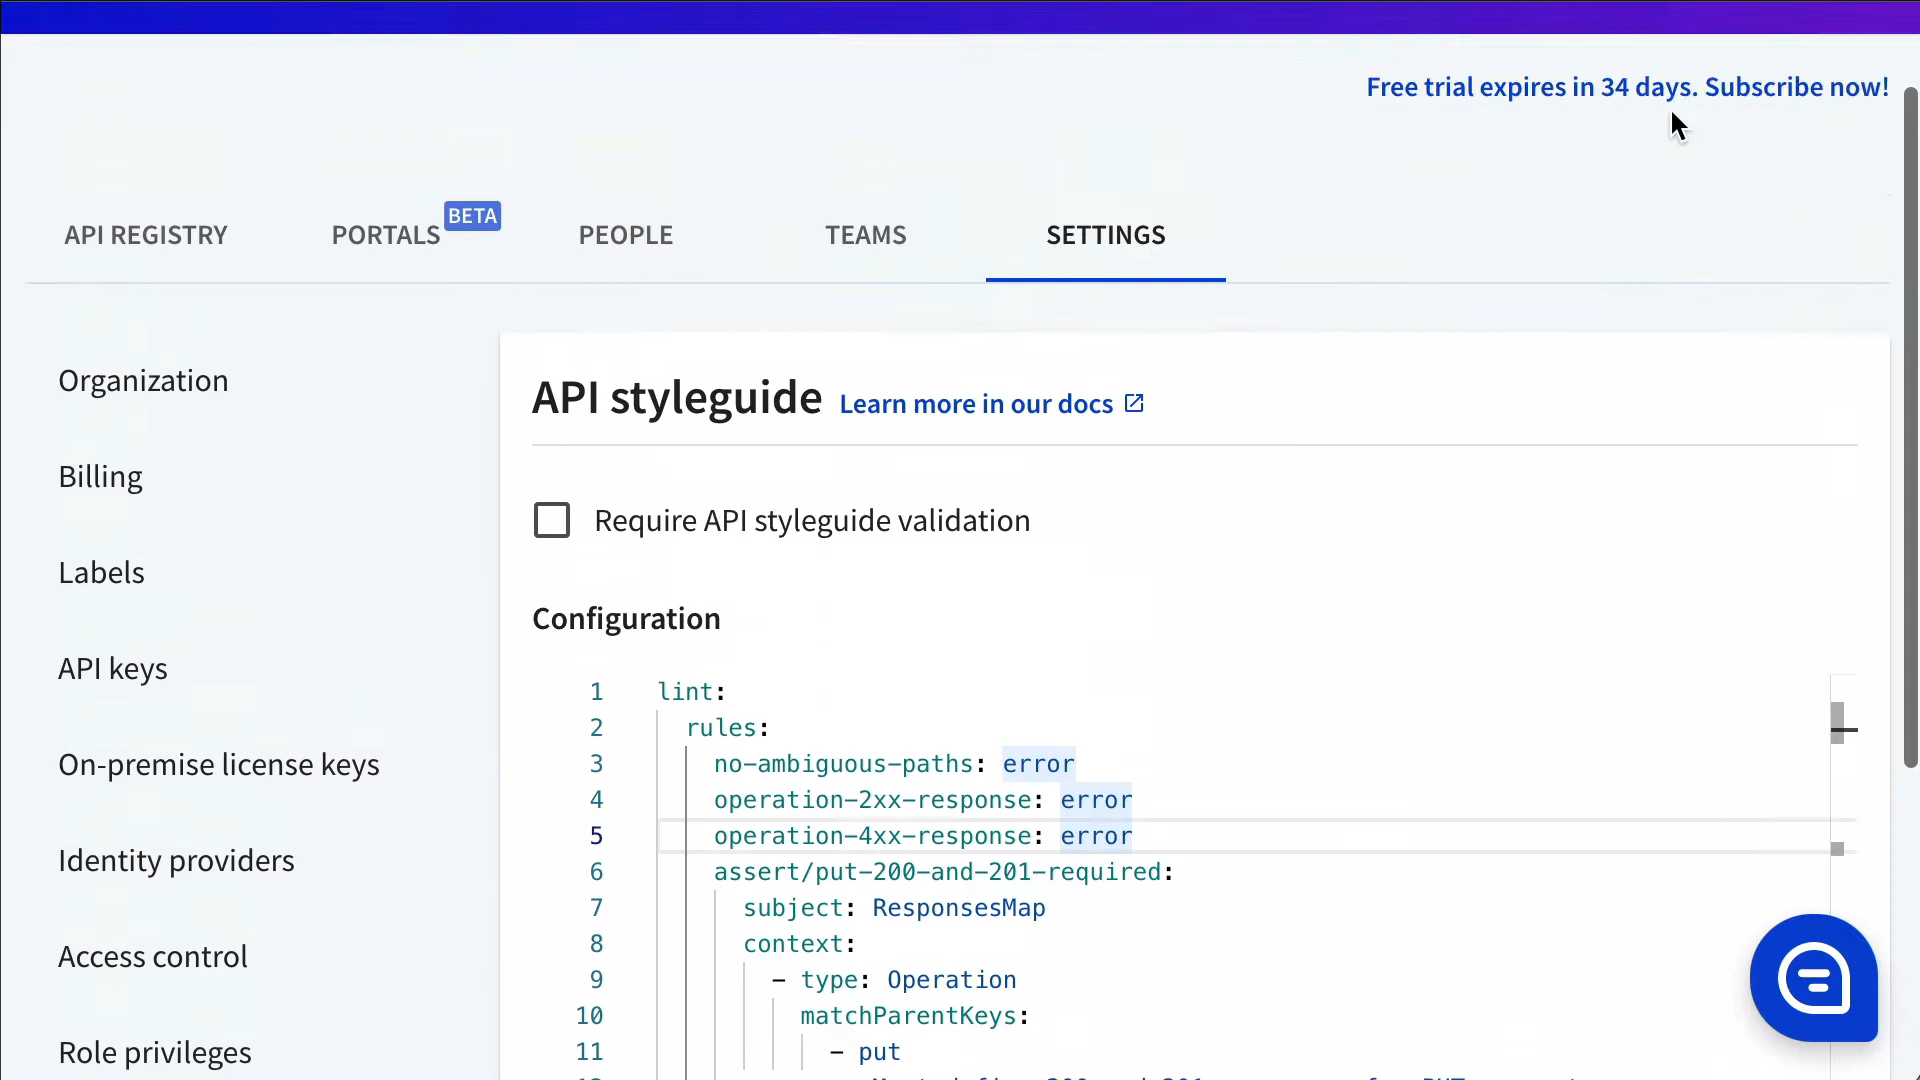 Free trial expires in 34 days. Subscribe now!
API REGISTRY
PORTALS BETA
PEOPLE
TEAMS
SETTINGS
Organization
Billing
Labels
API keys
On-premise license keys
Identity providers
Access control
Role privileges
API styleguide Learn more in our docs
Require API styleguide validation
Configuration
1 lint:
2 rules:
3 no-ambiguous-paths: error
4 operation-2xx-response: error
5 operation-4xx-response: error
6 assert/put-200-and-201-required:
7 subject: ResponsesMap
8 context:
9 - type: Operation
10 matchParentKeys:
11 - put